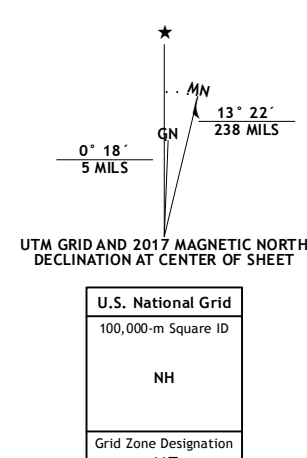 ★
MN
13° 22´
238 MILS
GN
0° 18´
5 MILS
UTM GRID AND 2017 MAGNETIC NORTH
DECLINATION AT CENTER OF SHEET
U.S. National Grid
100,000-m Square ID
NH
Grid Zone Designation